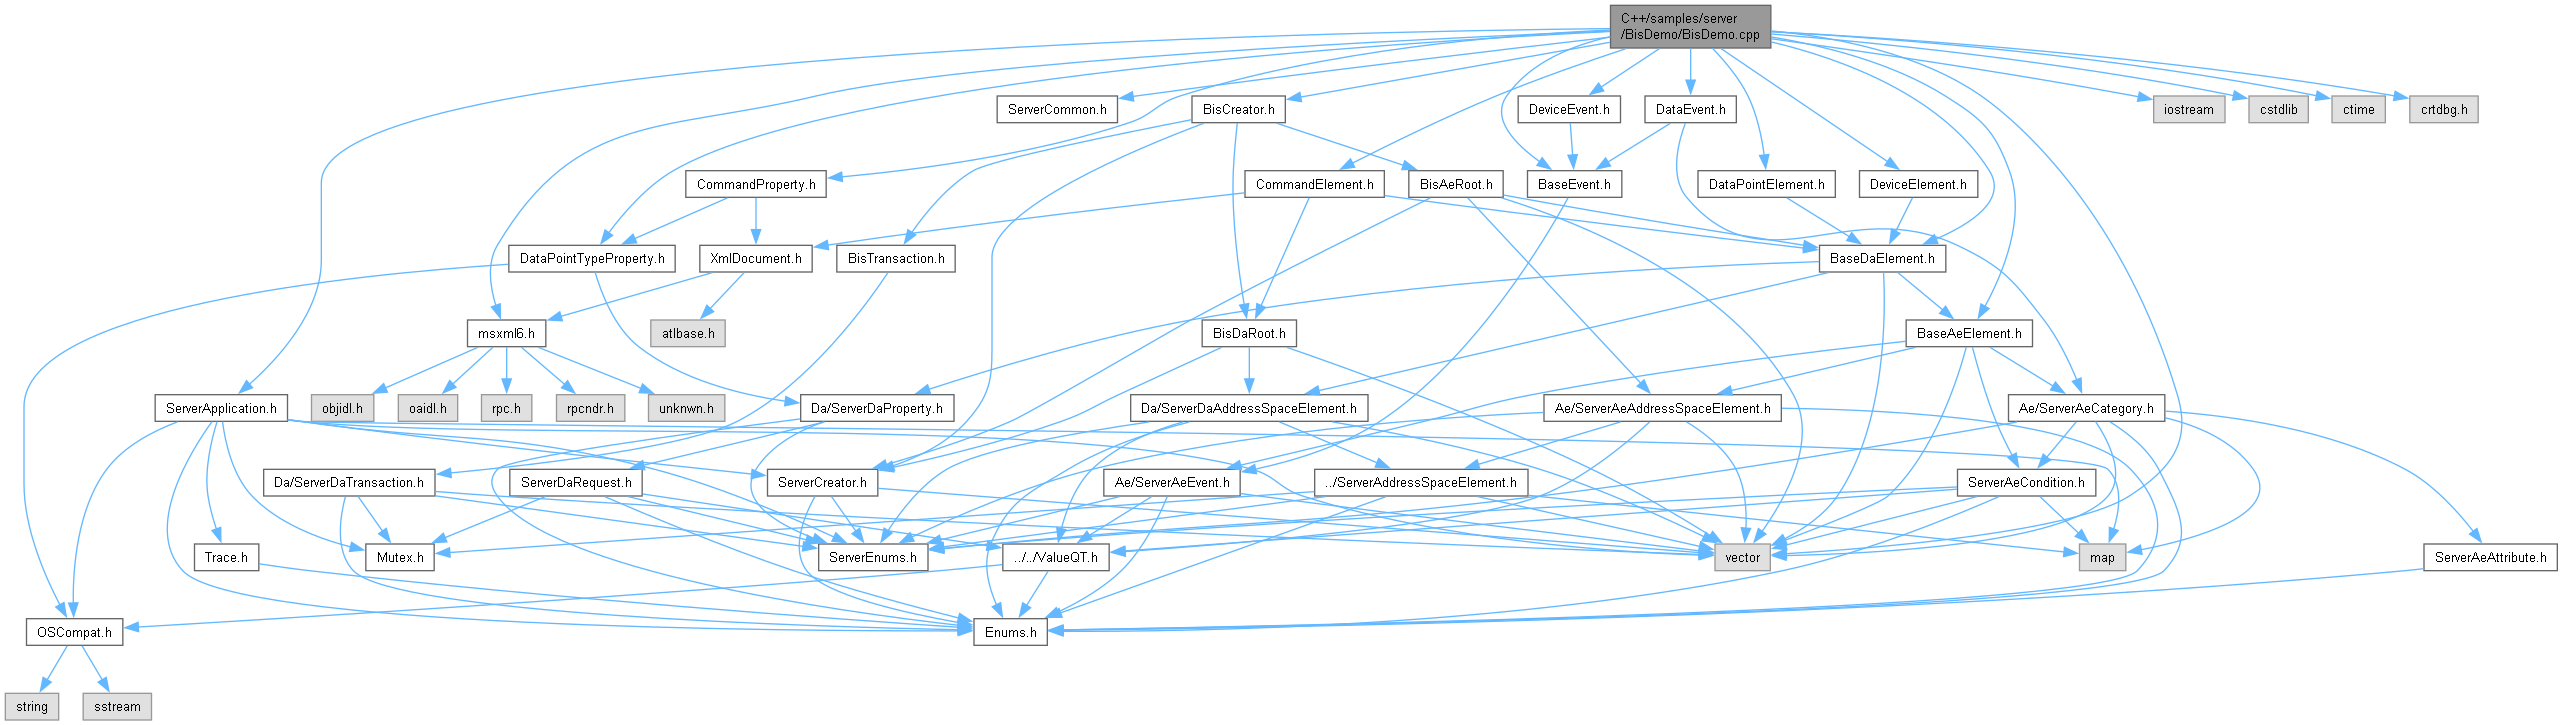 C++/samples/server
/BisDemo/BisDemo.cpp
ServerCommon.h
BisCreator.h
DeviceEvent.h
DataEvent.h
iostream
cstdlib
ctime
crtdbg.h
CommandProperty.h
CommandElement.h
BisAeRoot.h
BaseEvent.h
DataPointElement.h
DeviceElement.h
DataPointTypeProperty.h
XmlDocument.h
BisTransaction.h
BaseDaElement.h
msxml6.h
atlbase.h
BisDaRoot.h
BaseAeElement.h
ServerApplication.h
objidl.h
oaidl.h
rpc.h
rpcndr.h
unknwn.h
Da/ServerDaProperty.h
Da/ServerDaAddressSpaceElement.h
Ae/ServerAeAddressSpaceElement.h
Ae/ServerAeCategory.h
Da/ServerDaTransaction.h
ServerDaRequest.h
ServerCreator.h
Ae/ServerAeEvent.h
../ServerAddressSpaceElement.h
ServerAeCondition.h
Trace.h
Mutex.h
ServerEnums.h
../../ValueQT.h
vector
map
ServerAeAttribute.h
OSCompat.h
Enums.h
string
sstream